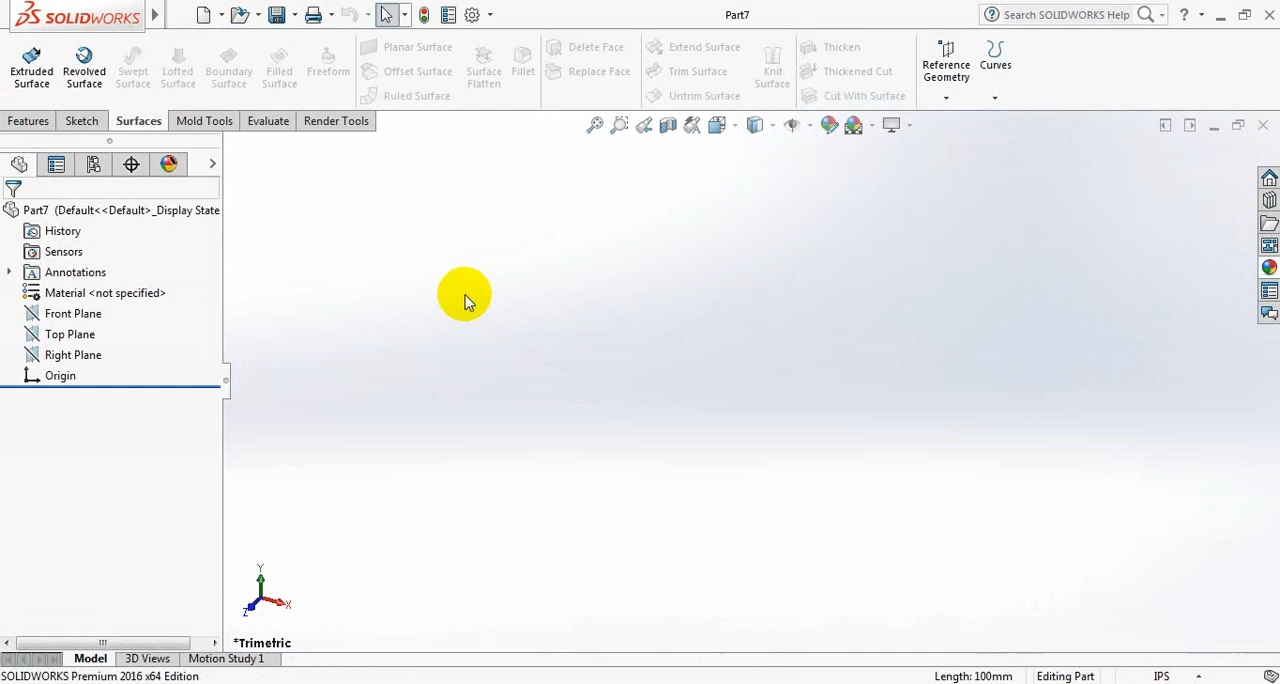 SOLIDWORKS
Part7
Search SOLIDWORKS Help
?
Extruded Surface
Revolved Surface
Swept Surface
Lofted Surface
Boundary Surface
Filled Surface
Freeform
Planar Surface
Offset Surface
Ruled Surface
Surface Flatten
Fillet
Delete Face
Replace Face
Extend Surface
Trim Surface
Untrim Surface
Knit Surface
Thicken
Thickened Cut
Cut With Surface
Reference Geometry
Curves
Features
Sketch
Surfaces
Mold Tools
Evaluate
Render Tools
Part7 (Default<<Default>_Display State
History
Sensors
Annotations
Material <not specified>
Front Plane
Top Plane
Right Plane
Origin
Y
X
Z
*Trimetric
Model
3D Views
Motion Study 1
SOLIDWORKS Premium 2016 x64 Edition
Length: 100mm
Editing Part
IPS